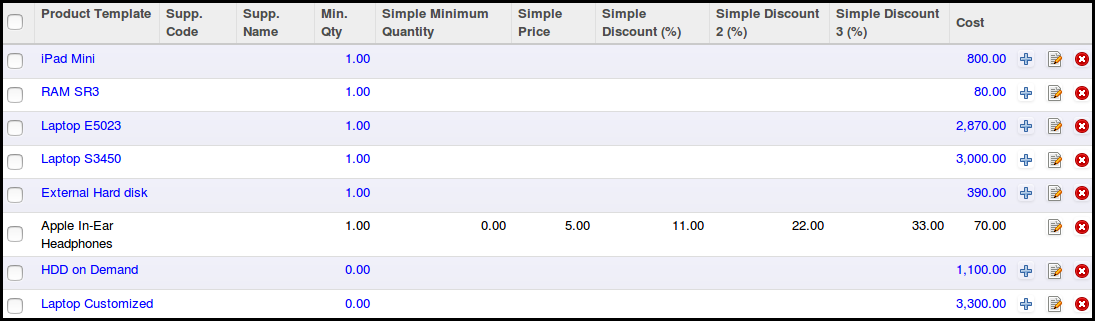 Product Template Supp. Code Supp. Name Min. Qty Simple Minimum Quantity Simple Price Simple Discount (%) Simple Discount 2 (%) Simple Discount 3 (%) Cost
iPad Mini 1.00 800.00
RAM SR3 1.00 80.00
Laptop E5023 1.00 2,870.00
Laptop S3450 1.00 3,000.00
External Hard disk 1.00 390.00
Apple In-Ear Headphones 1.00 0.00 5.00 11.00 22.00 33.00 70.00
HDD on Demand 0.00 1,100.00
Laptop Customized 0.00 3,300.00